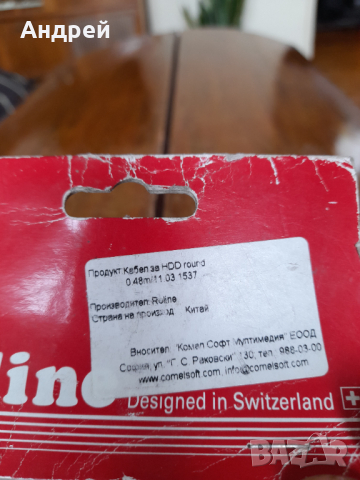 Андрей
Продукт: Кабел за HDD round
0.48m/11.03.1537
Производител: Roline
Страна на произход: Китай
Вносител: "Комел Софт Мултимедия" ЕООД
София, ул. "Г. С. Раковски" 130, тел. 988-03-00
www.comelsoft.com, info@comelsoft.com
line
Designed in Switzerland
BAZAR